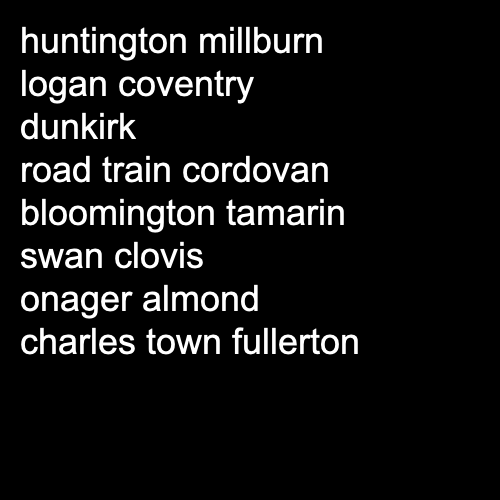 huntington millburn
logan coventry
dunkirk
road train cordovan
bloomington tamarin
swan clovis
onager almond
charles town fullerton